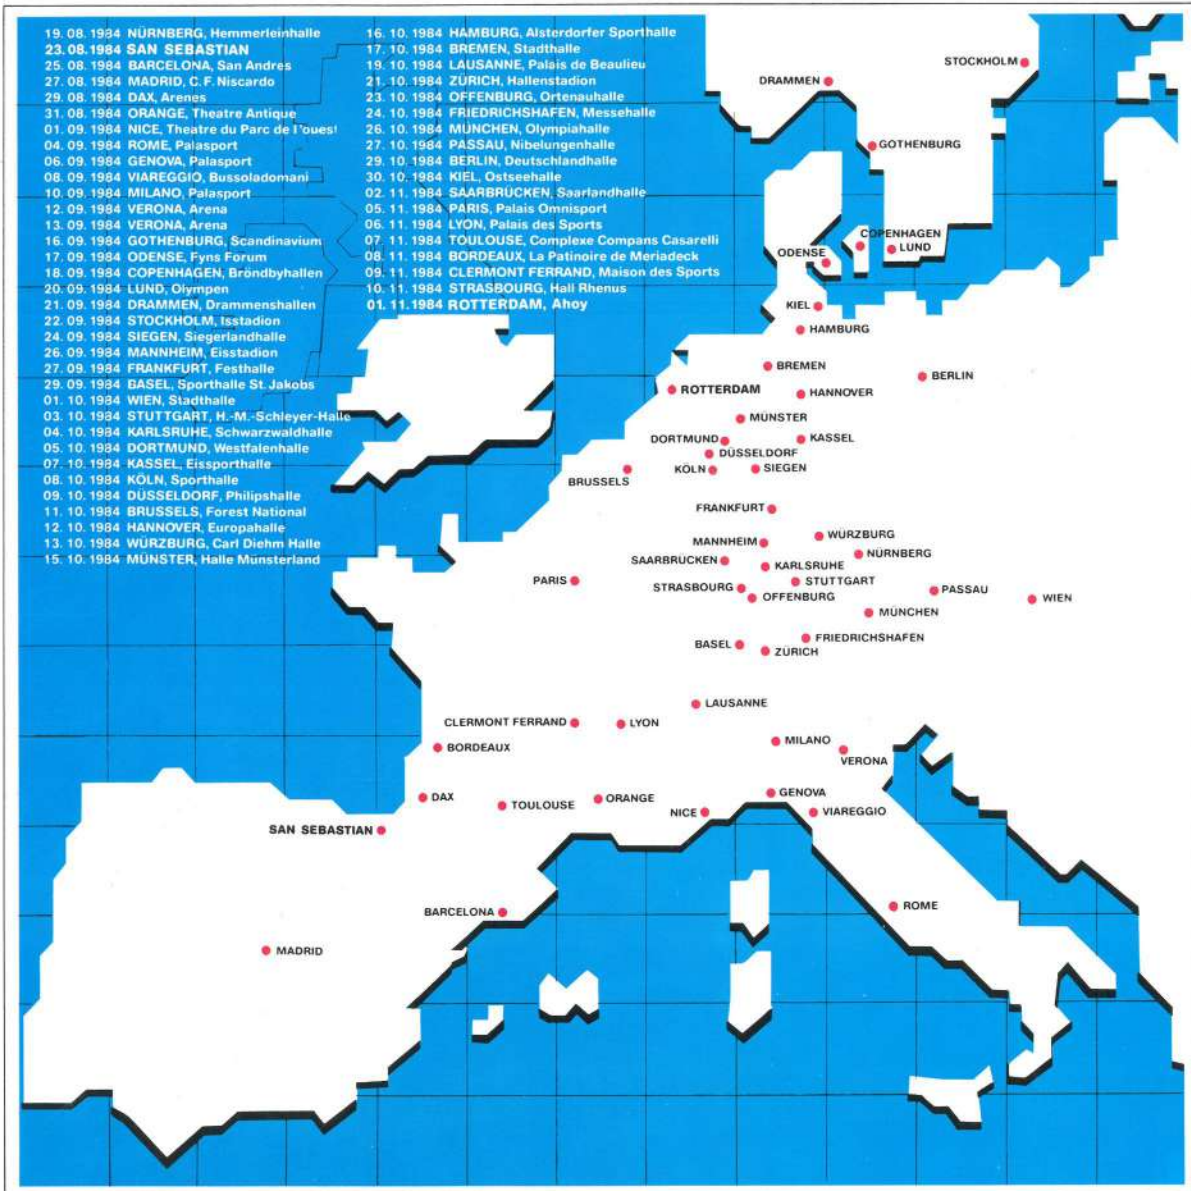 19. 08. 1984 NÜRNBERG, Hemmerleinhalle
23. 08. 1984 SAN SEBASTIAN
25. 08. 1984 BARCELONA, San Andres
27. 08. 1984 MADRID, C. F. Niscardo
29. 08. 1984 DAX, Arenes
31. 08. 1984 ORANGE, Theatre Antique
01. 09. 1984 NICE, Theatre du Parc de l'ouest
04. 09. 1984 ROME, Palasport
06. 09. 1984 GENOVA, Palasport
08. 09. 1984 VIAREGGIO, Bussoladomani
10. 09. 1984 MILANO, Palasport
12. 09. 1984 VERONA, Arena
13. 09. 1984 VERONA, Arena
16. 09. 1984 GOTHENBURG, Scandinavium
17. 09. 1984 ODENSE, Fyns Forum
18. 09. 1984 COPENHAGEN, Bröndbyhallen
20. 09. 1984 LUND, Olympen
21. 09. 1984 DRAMMEN, Drammenshallen
22. 09. 1984 STOCKHOLM, Isstadion
24. 09. 1984 SIEGEN, Siegerlandhalle
26. 09. 1984 MANNHEIM, Eisstadion
27. 09. 1984 FRANKFURT, Festhalle
29. 09. 1984 BASEL, Sporthalle St. Jakobs
01. 10. 1984 WIEN, Stadthalle
03. 10. 1984 STUTTGART, H.-M.-Schleyer-Halle
04. 10. 1984 KARLSRUHE, Schwarzwaldhalle
05. 10. 1984 DORTMUND, Westfalenhalle
07. 10. 1984 KASSEL, Eissporthalle
08. 10. 1984 KÖLN, Sporthalle
09. 10. 1984 DÜSSELDORF, Philipshalle
11. 10. 1984 BRUSSELS, Forest National
12. 10. 1984 HANNOVER, Europahalle
13. 10. 1984 WÜRZBURG, Carl Diehm Halle
15. 10. 1984 MÜNSTER, Halle Münsterland
16. 10. 1984 HAMBURG, Alsterdorfer Sporthalle
17. 10. 1984 BREMEN, Stadthalle
19. 10. 1984 LAUSANNE, Palais de Beaulieu
21. 10. 1984 ZÜRICH, Hallenstadion
23. 10. 1984 OFFENBURG, Ortenauhalle
24. 10. 1984 FRIEDRICHSHAFEN, Messehalle
26. 10. 1984 MÜNCHEN, Olympiahalle
27. 10. 1984 PASSAU, Nibelungenhalle
29. 10. 1984 BERLIN, Deutschlandhalle
30. 10. 1984 KIEL, Ostseehalle
02. 11. 1984 SAARBRÜCKEN, Saarlandhalle
05. 11. 1984 PARIS, Palais Omnisport
06. 11. 1984 LYON, Palais des Sports
07. 11. 1984 TOULOUSE, Complexe Compans Casarelli
08. 11. 1984 BORDEAUX, La Patinoire de Meriadeck
09. 11. 1984 CLERMONT FERRAND, Maison des Sports
10. 11. 1984 STRASBOURG, Hall Rhenus
01. 11. 1984 ROTTERDAM, Ahoy
STOCKHOLM
DRAMMEN
GOTHENBURG
COPENHAGEN
LUND
ODENSE
KIEL
HAMBURG
BREMEN
BERLIN
ROTTERDAM
HANNOVER
MÜNSTER
DORTMUND
KASSEL
DÜSSELDORF
BRUSSELS
KÖLN
SIEGEN
FRANKFURT
WÜRZBURG
MANNHEIM
NÜRNBERG
SAARBRÜCKEN
KARLSRUHE
PARIS
STRASBOURG
STUTTGART
OFFENBURG
PASSAU
WIEN
MÜNCHEN
FRIEDRICHSHAFEN
BASEL
ZÜRICH
LAUSANNE
CLERMONT FERRAND
LYON
MILANO
BORDEAUX
VERONA
DAX
TOULOUSE
ORANGE
GENOVA
NICE
VIAREGGIO
SAN SEBASTIAN
BARCELONA
ROME
MADRID